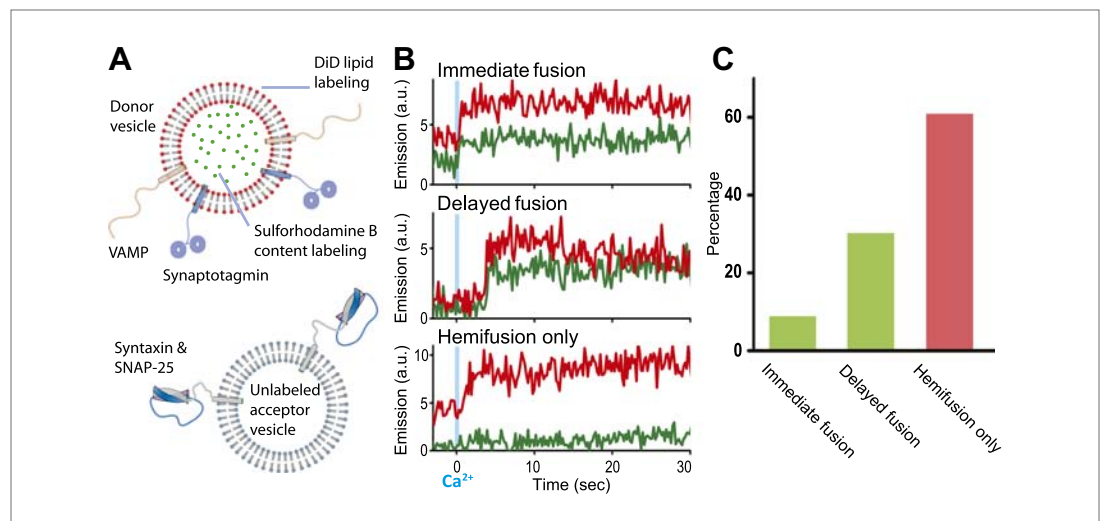 A
DiD lipid
labeling
Donor
vesicle
VAMP
Sulforhodamine B
content labeling
Synaptotagmin
Syntaxin &
SNAP-25
Unlabeled
acceptor
vesicle
B
Immediate fusion
Emission (a.u.)
5
0
Delayed fusion
Emission (a.u.)
5
0
Hemifusion only
Emission (a.u.)
10
5
0
0
10
20
30
Ca²⁺
Time (sec)
C
Percentage
60
40
20
0
Immediate fusion
Delayed fusion
Hemifusion only